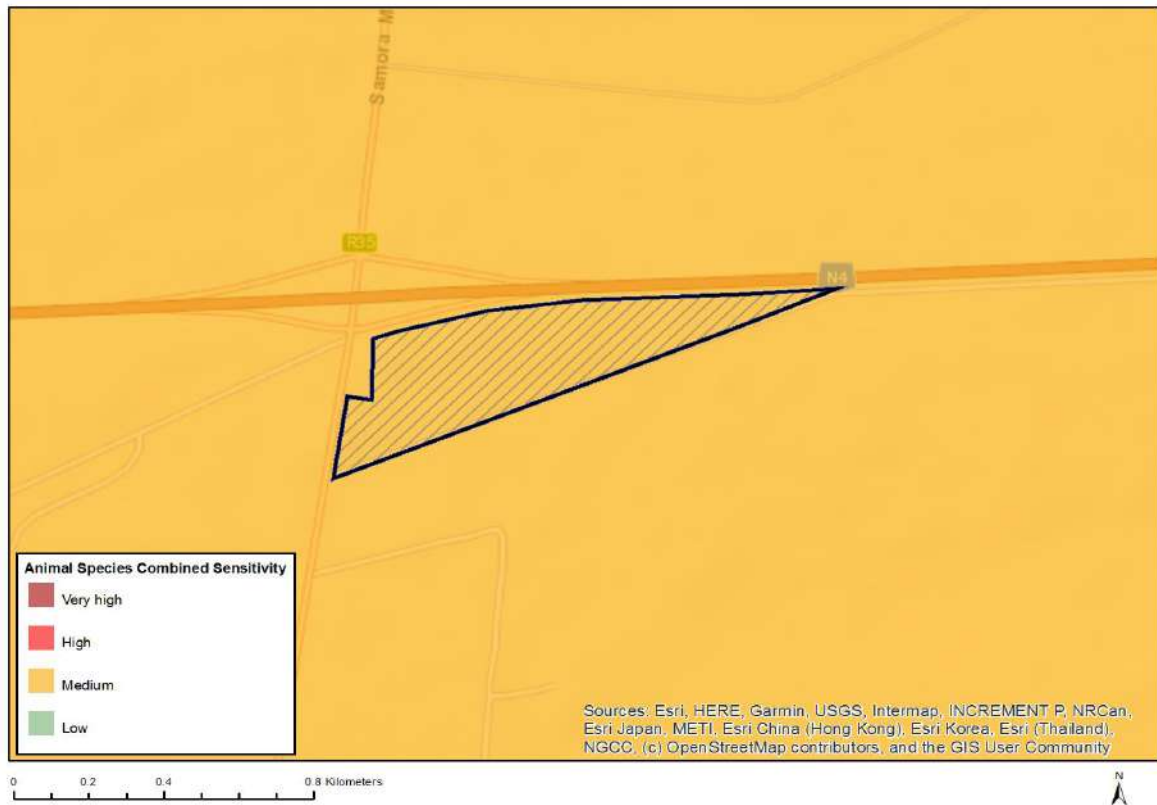 Samora M
R35
N4
Animal Species Combined Sensitivity
Very high
High
Medium
Low
Sources: Esri, HERE, Garmin, USGS, Intermap, INCREMENT P, NRCan,
Esri Japan, METI, Esri China (Hong Kong), Esri Korea, Esri (Thailand),
NGCC, (c) OpenStreetMap contributors, and the GIS User Community
0 0.2 0.4 0.8 Kilometers
N